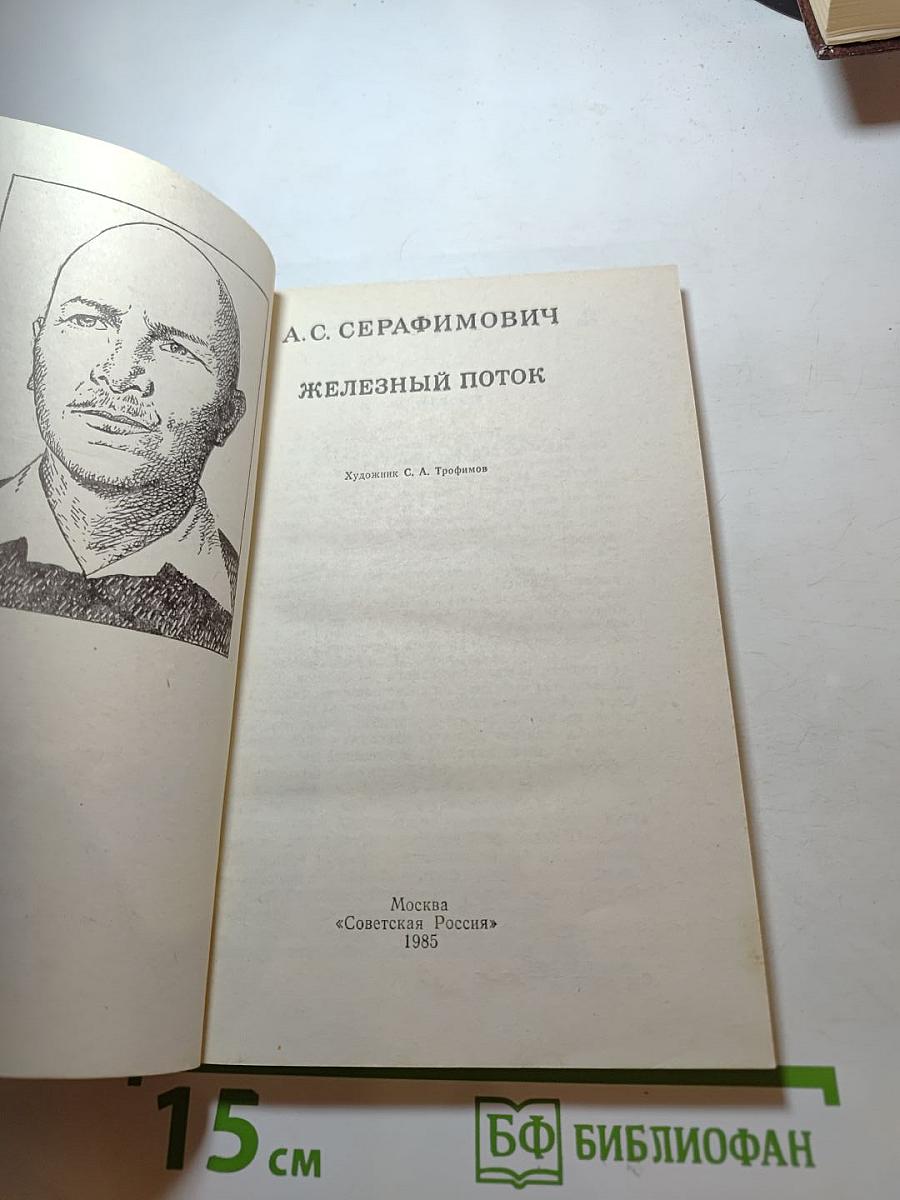 А. С. СЕРАФИМОВИЧ
ЖЕЛЕЗНЫЙ ПОТОК
Художник С. А. Трофимов
Москва
«Советская Россия»
1985
15 см
БФ БИБЛИОФАН